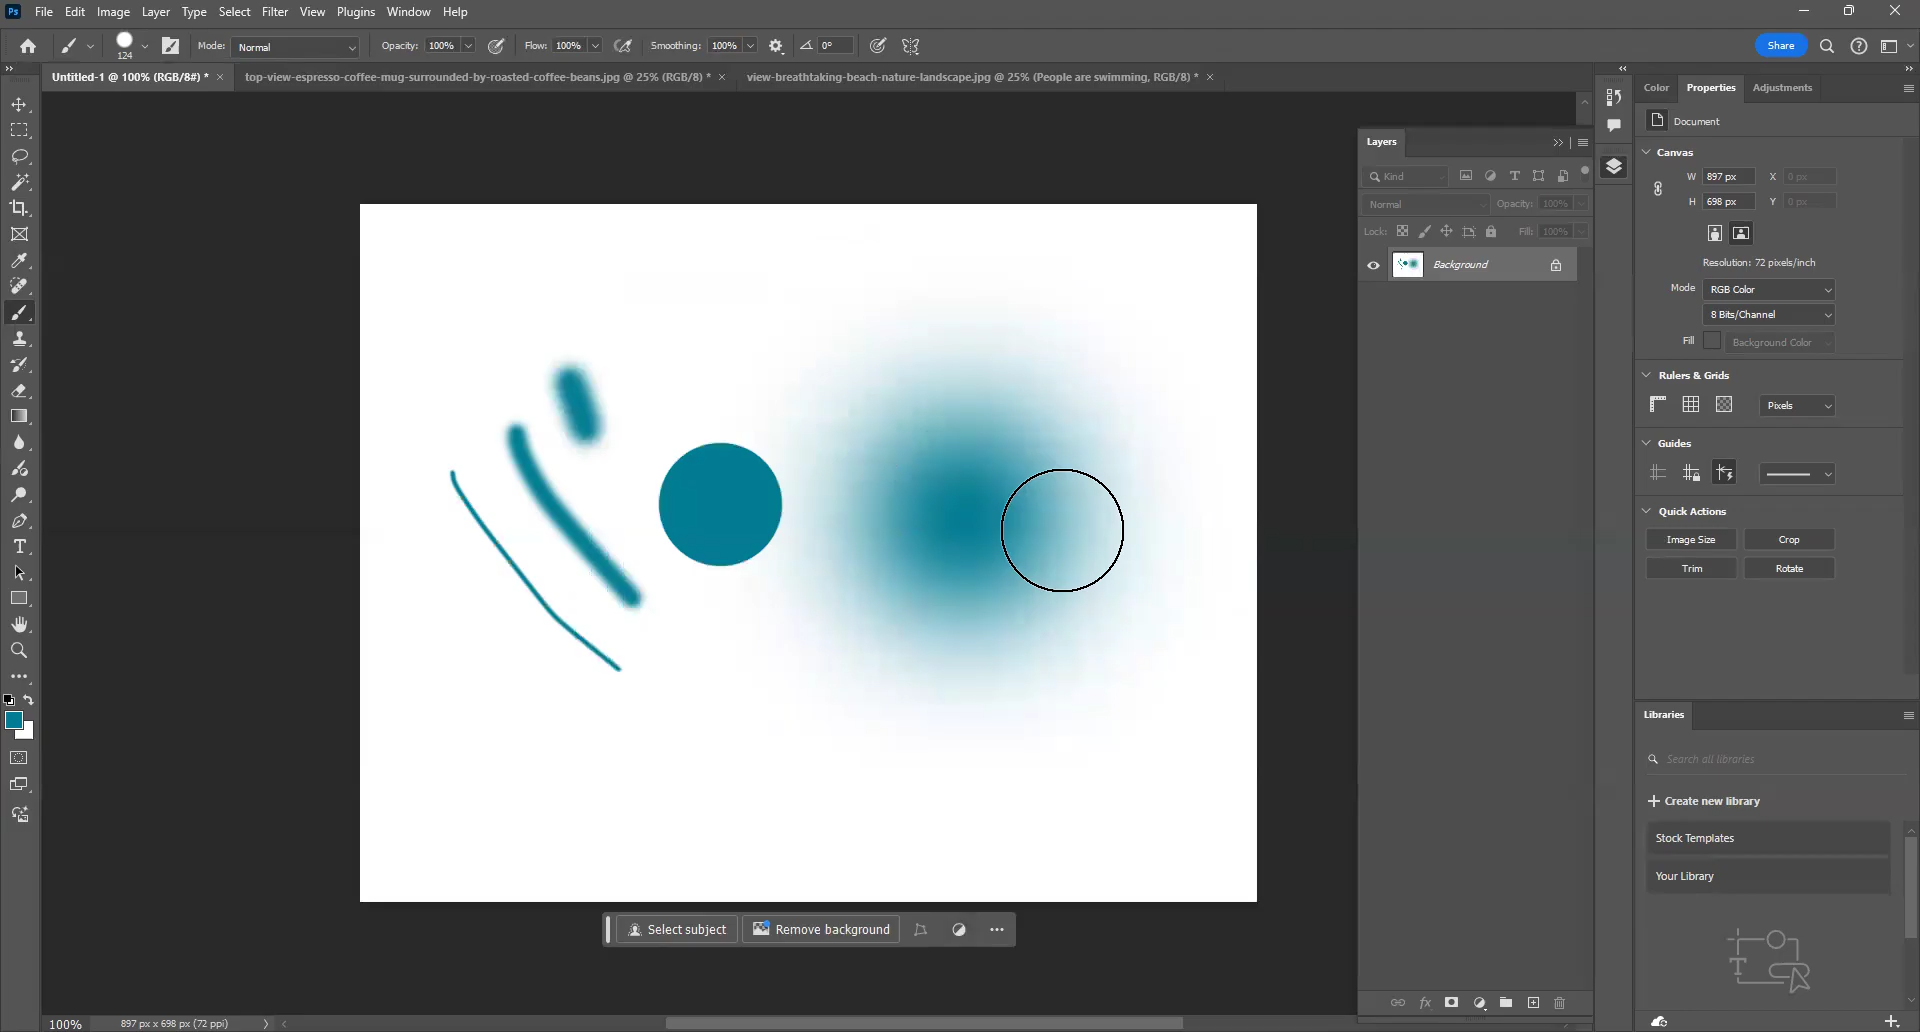 Ps File Edit Image Layer Type Select Filter View Plugins Window Help
124 Mode: Normal Opacity: 100% Flow: 100% Smoothing: 100% 0° Share
Untitled-1 @ 100% (RGB/8#) * top-view-espresso-coffee-mug-surrounded-by-roasted-coffee-beans.jpg @ 25% (RGB/8) * view-breathtaking-beach-nature-landscape.jpg @ 25% (People are swimming, RGB/8) *
Color Properties Adjustments
Document
Canvas
W 897 px X 0 px
H 698 px Y 0 px
Resolution: 72 pixels/inch
Mode RGB Color
8 Bits/Channel
Fill Background Color
Rulers & Grids
Pixels
Guides
Quick Actions
Image Size Crop
Trim Rotate
Layers
Kind
Normal Opacity: 100%
Lock: Fill: 100%
Background
Libraries
Search all libraries
Create new library
Stock Templates
Your Library
Select subject Remove background
fx
100% 897 px x 698 px (72 ppi)